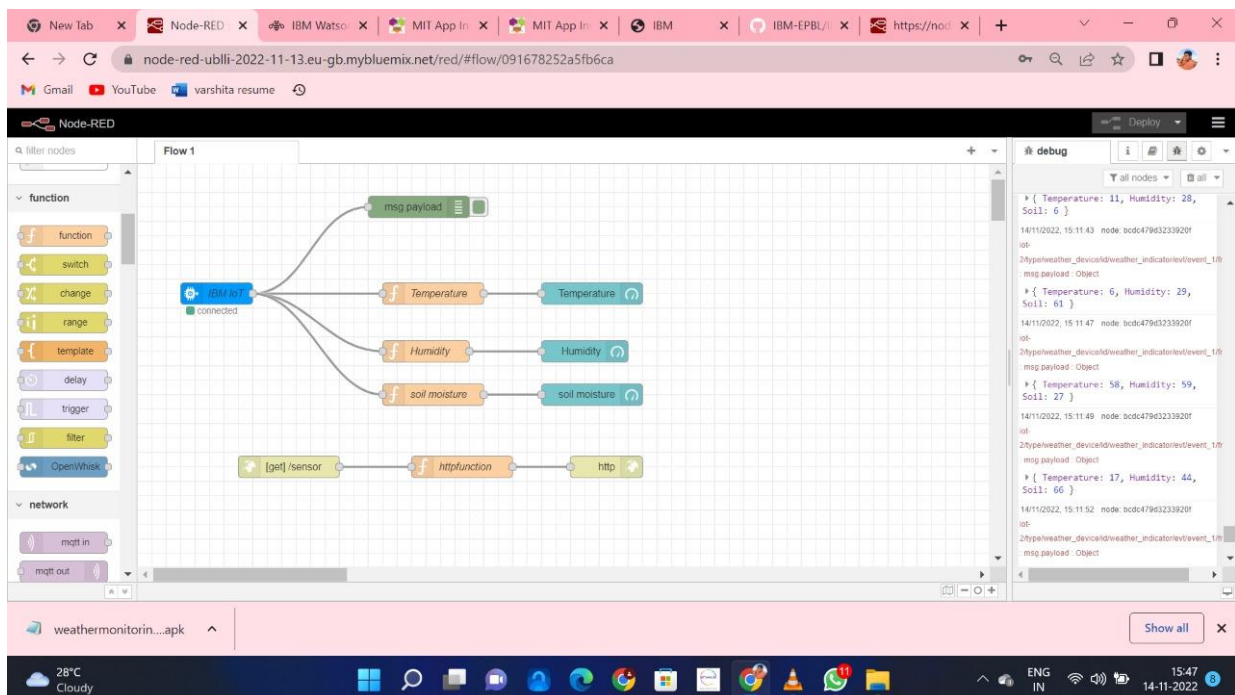 New Tab
Node-RED
IBM Watso
MIT App In
MIT App In
IBM
IBM-EPBL/I
https://nod
node-red-ublli-2022-11-13.eu-gb.mybluemix.net/red/#flow/091678252a5fb6ca
Gmail YouTube varshita resume
Node-RED
Deploy
filter nodes
Flow 1
debug
all nodes
all
function
function
switch
change
range
template
delay
trigger
filter
OpenWhisk
network
mqtt in
mqtt out
msg.payload
IBM IoT
connected
Temperature
Temperature
Humidity
Humidity
soil moisture
soil moisture
[get] /sensor
httpfunction
http
{ Temperature: 11, Humidity: 28,
Soil: 6 }
14/11/2022, 15:11:43 node: bcdc479d3233920f
iot-
2/type/weather_device/id/weather_indicator/evt/event_1/f
msg.payload : Object
{ Temperature: 6, Humidity: 29,
Soil: 61 }
14/11/2022, 15:11:47 node: bcdc479d3233920f
iot-
2/type/weather_device/id/weather_indicator/evt/event_1/f
msg.payload : Object
{ Temperature: 58, Humidity: 59,
Soil: 27 }
14/11/2022, 15:11:49 node: bcdc479d3233920f
iot-
2/type/weather_device/id/weather_indicator/evt/event_1/f
msg.payload : Object
{ Temperature: 17, Humidity: 44,
Soil: 66 }
14/11/2022, 15:11:52 node: bcdc479d3233920f
iot-
2/type/weather_device/id/weather_indicator/evt/event_1/f
msg.payload : Object
weathermonitorin....apk
Show all
28°C
Cloudy
11
ENG
IN
15:47
14-11-2022
8